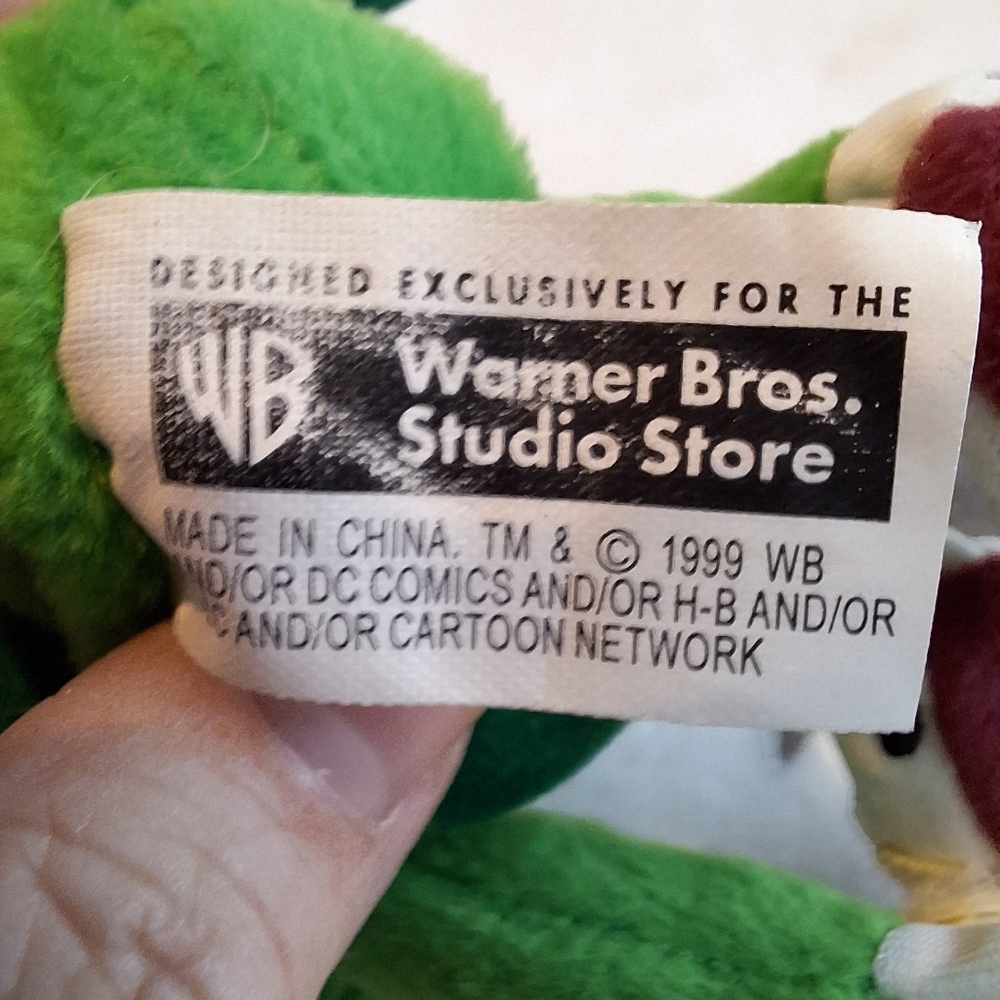 DESIGNED EXCLUSIVELY FOR THE
WB Warner Bros.
Studio Store
MADE IN CHINA. TM & © 1999 WB
AND/OR DC COMICS AND/OR H-B AND/OR
AND/OR CARTOON NETWORK